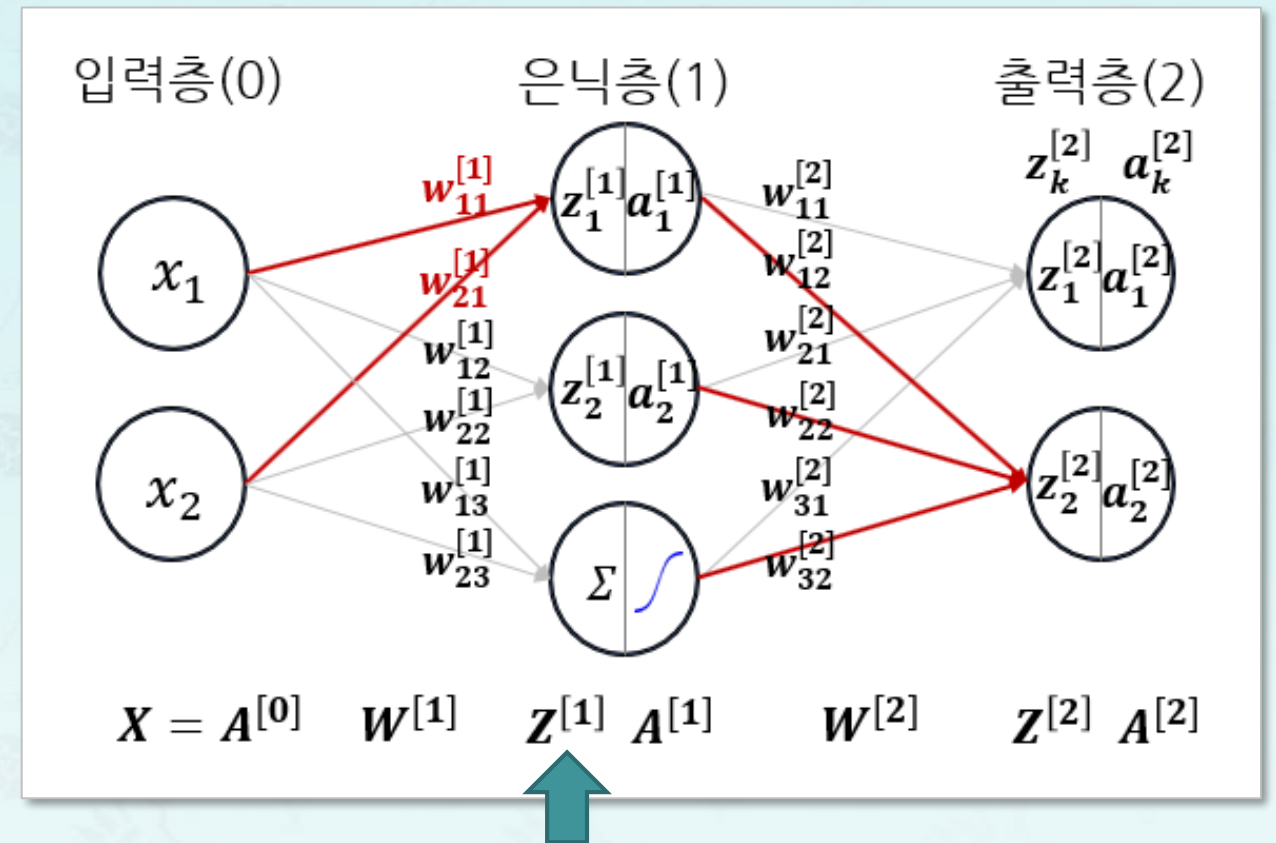 입력층(0) 은닉층(1) 출력층(2)
z_k^[2] a_k^[2]
x_1
x_2
w_11^[1]
w_21^[1]
w_12^[1]
w_22^[1]
w_13^[1]
w_23^[1]
z_1^[1] a_1^[1]
z_2^[1] a_2^[1]
Σ
w_11^[2]
w_12^[2]
w_21^[2]
w_22^[2]
w_31^[2]
w_32^[2]
z_1^[2] a_1^[2]
z_2^[2] a_2^[2]
X = A^[0] W^[1] Z^[1] A^[1] W^[2] Z^[2] A^[2]